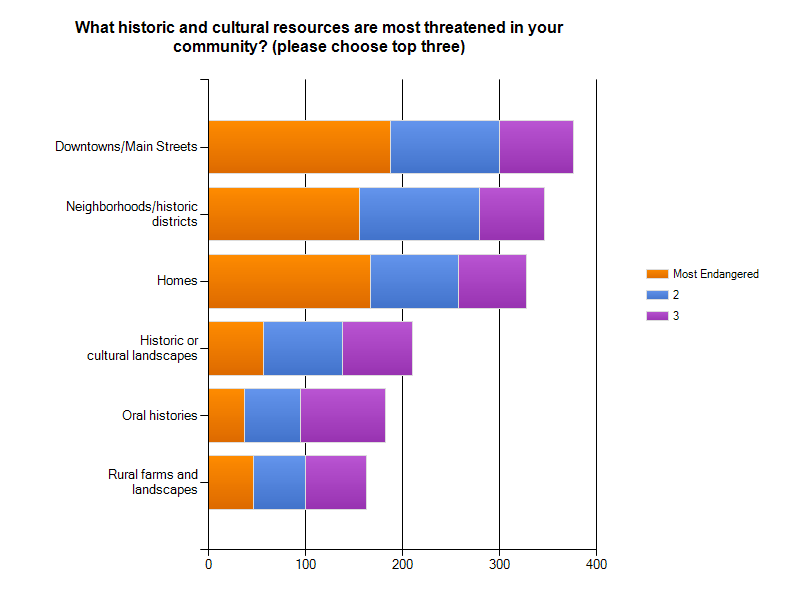 What historic and cultural resources are most threatened in your
community? (please choose top three)
Downtowns/Main Streets
Neighborhoods/historic
districts
Homes
Historic or
cultural landscapes
Oral histories
Rural farms and
landscapes
0 100 200 300 400
Most Endangered
2
3